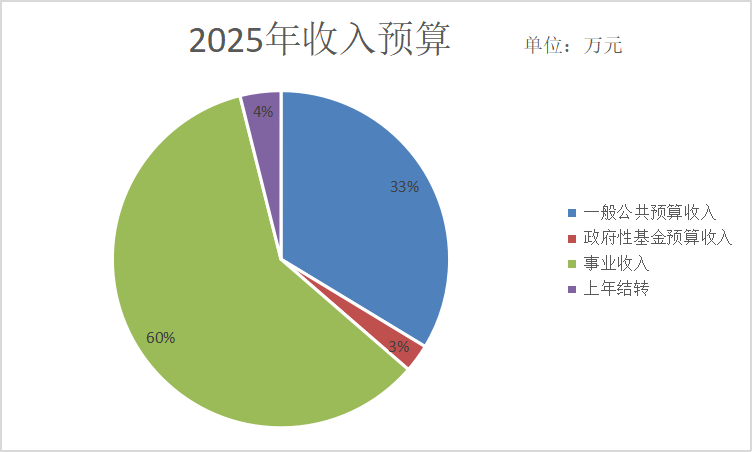 2025年收入预算
单位：万元
4%
33%
3%
60%
一般公共预算收入
政府性基金预算收入
事业收入
上年结转